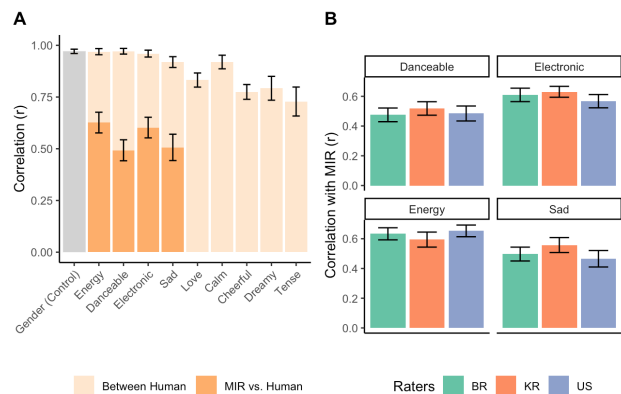 A
Correlation (r)
1.00
0.75
0.50
0.25
0.00
Gender (Control)
Energy
Danceable
Electronic
Sad
Love
Calm
Cheerful
Dreamy
Tense
Between Human
MIR vs. Human
B
Correlation with MIR (r)
Danceable
Electronic
0.6
0.4
0.2
0.0
Energy
Sad
0.6
0.4
0.2
0.0
Raters
BR
KR
US